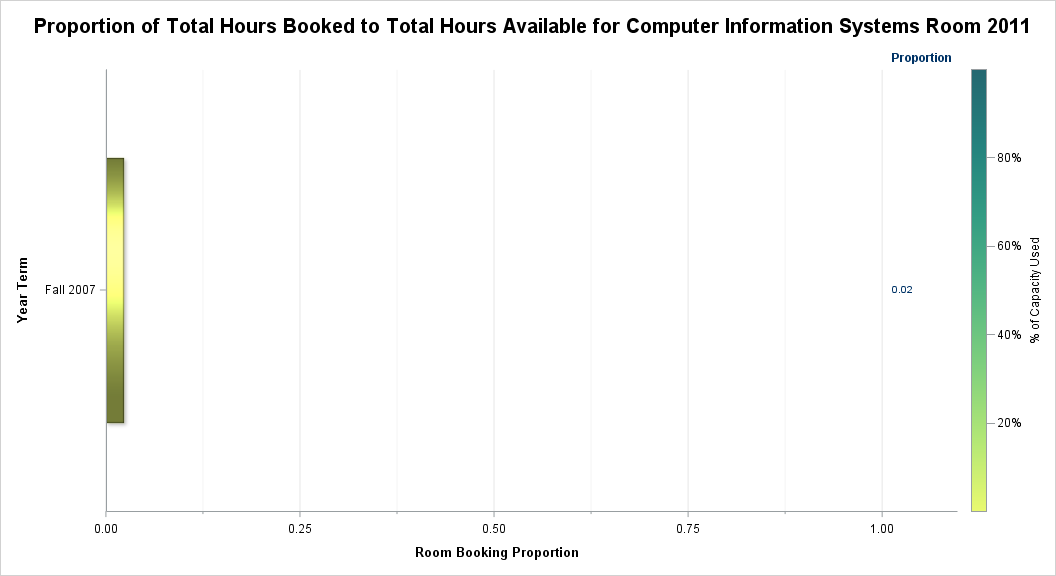 Proportion of Total Hours Booked to Total Hours Available for Computer Information Systems Room 2011
Proportion
80%
60%
40%
20%
% of Capacity Used
Year Term
Fall 2007
0.02
0.00 0.25 0.50 0.75 1.00
Room Booking Proportion